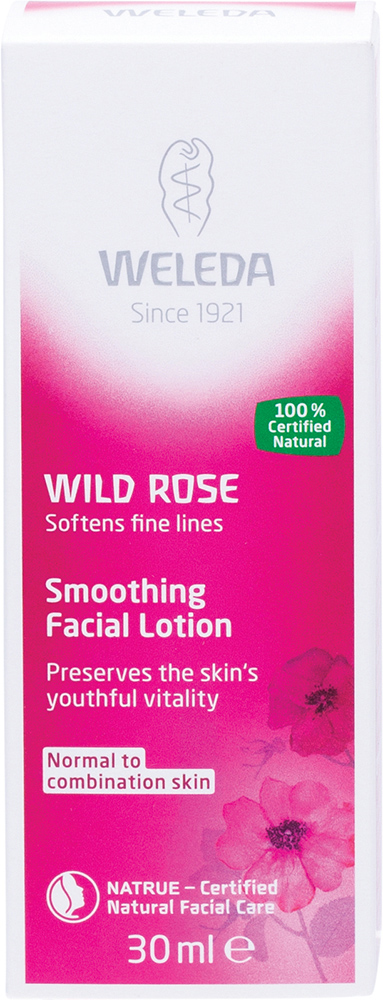 WELEDA
WELEDA
Since 1921
100 %
Certified
Natural
WILD ROSE
Softens fine lines
Smoothing
Facial Lotion
Preserves the skin‘s
youthful vitality
Normal to
combination skin
NATRUE – Certified
Natural Facial Care
30 ml ℮